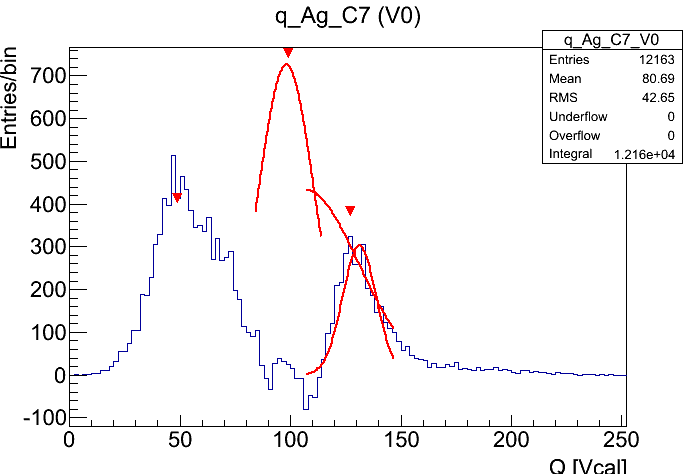 q_Ag_C7 (V0)
Entries/bin
q_Ag_C7_V0
Entries 12163
Mean 80.69
RMS 42.65
Underflow 0
Overflow 0
Integral 1.216e+04
700
600
500
400
300
200
100
0
-100
0 50 100 150 200 250
Q [Vcal]